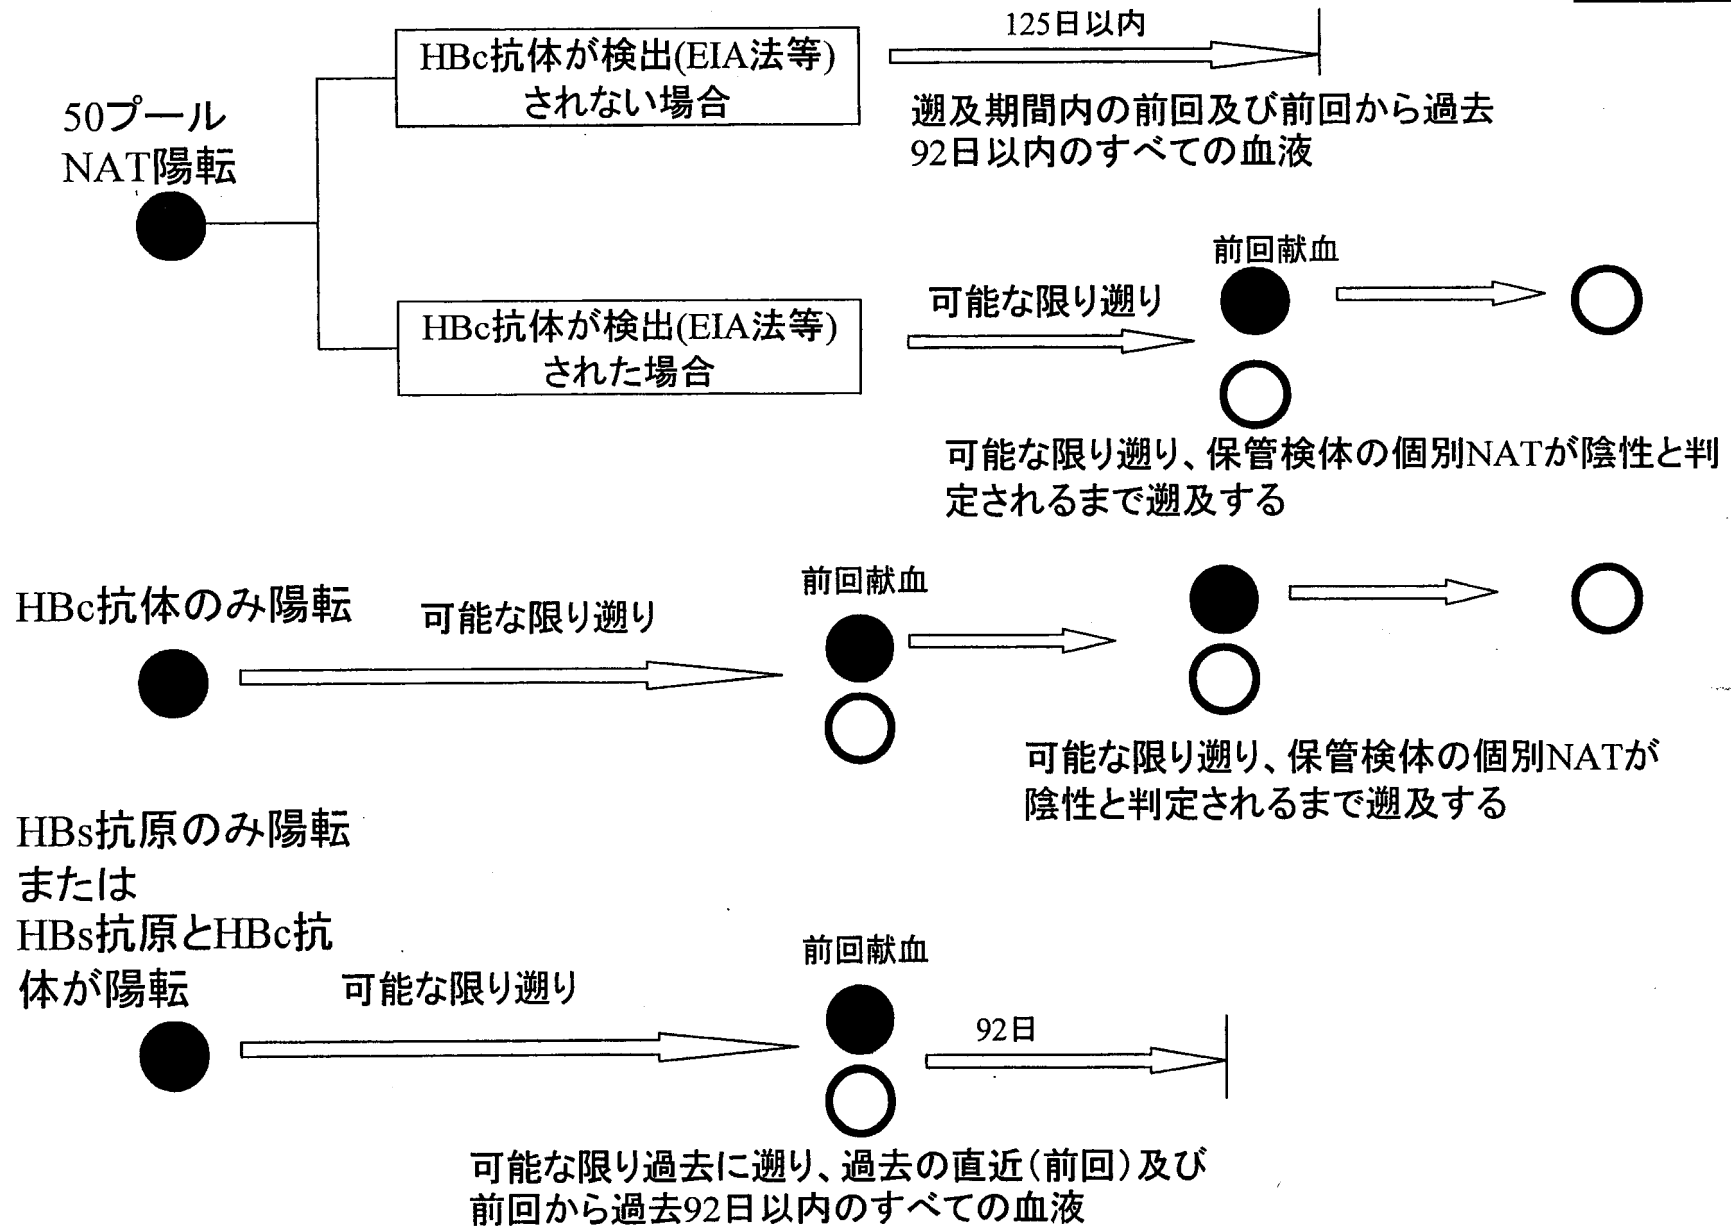 125日以内
HBc抗体が検出(EIA法等)
されない場合
50プール
NAT陽転
遡及期間内の前回及び前回から過去
92日以内のすべての血液
前回献血
可能な限り遡り
HBc抗体が検出(EIA法等)
された場合
可能な限り遡り、保管検体の個別NATが陰性と判
定されるまで遡及する
HBc抗体のみ陽転
可能な限り遡り
前回献血
可能な限り遡り、保管検体の個別NATが
陰性と判定されるまで遡及する
HBs抗原のみ陽転
または
HBs抗原とHBc抗
体が陽転
可能な限り遡り
前回献血
92日
可能な限り過去に遡り、過去の直近(前回)及び
前回から過去92日以内のすべての血液